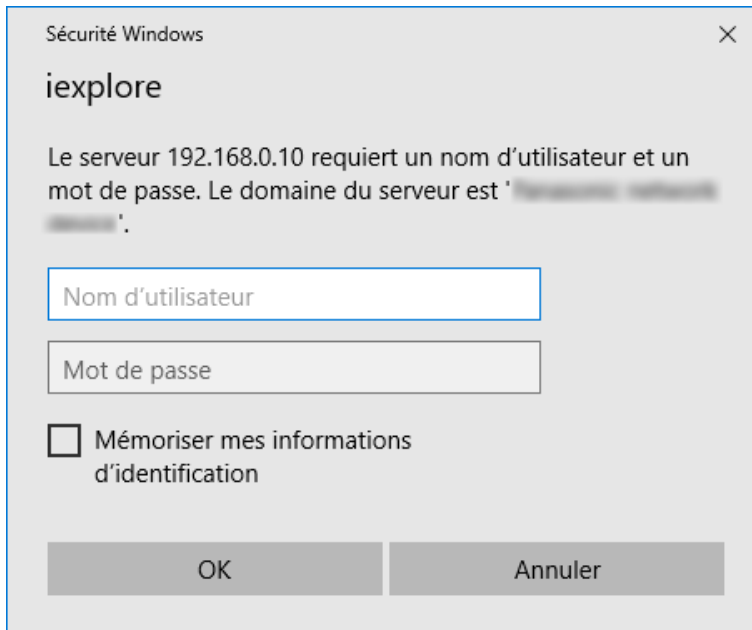 Sécurité Windows
iexplore
Le serveur 192.168.0.10 requiert un nom d’utilisateur et un
mot de passe. Le domaine du serveur est '
'.
Nom d’utilisateur
Mot de passe
Mémoriser mes informations
d’identification
OK
Annuler